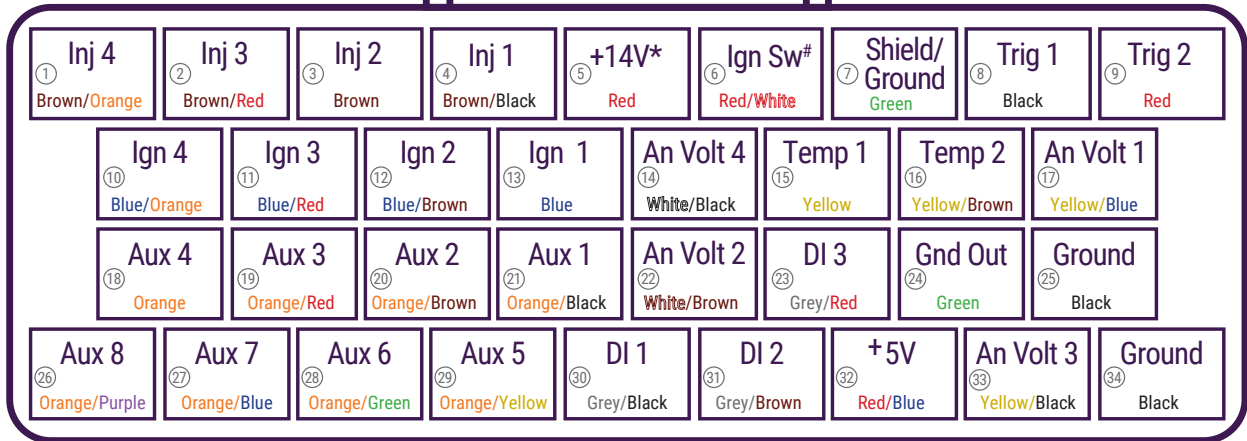 Inj 4
1
Brown/Orange
Inj 3
2
Brown/Red
Inj 2
3
Brown
Inj 1
4
Brown/Black
+14V*
5
Red
Ign Sw#
6
Red/White
Shield/
Ground
7
Green
Trig 1
8
Black
Trig 2
9
Red
Ign 4
10
Blue/Orange
Ign 3
11
Blue/Red
Ign 2
12
Blue/Brown
Ign 1
13
Blue
An Volt 4
14
White/Black
Temp 1
15
Yellow
Temp 2
16
Yellow/Brown
An Volt 1
17
Yellow/Blue
Aux 4
18
Orange
Aux 3
19
Orange/Red
Aux 2
20
Orange/Brown
Aux 1
21
Orange/Black
An Volt 2
22
White/Brown
DI 3
23
Grey/Red
Gnd Out
24
Green
Ground
25
Black
Aux 8
26
Orange/Purple
Aux 7
27
Orange/Blue
Aux 6
28
Orange/Green
Aux 5
29
Orange/Yellow
DI 1
30
Grey/Black
DI 2
31
Grey/Brown
+5V
32
Red/Blue
An Volt 3
33
Yellow/Black
Ground
34
Black